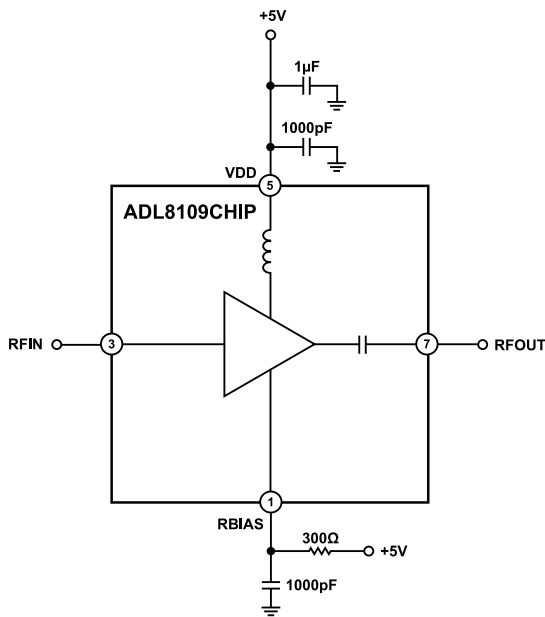 +5V
1µF
1000pF
VDD
5
ADL8109CHIP
RFIN
3
7
RFOUT
1
RBIAS
300Ω
+5V
1000pF